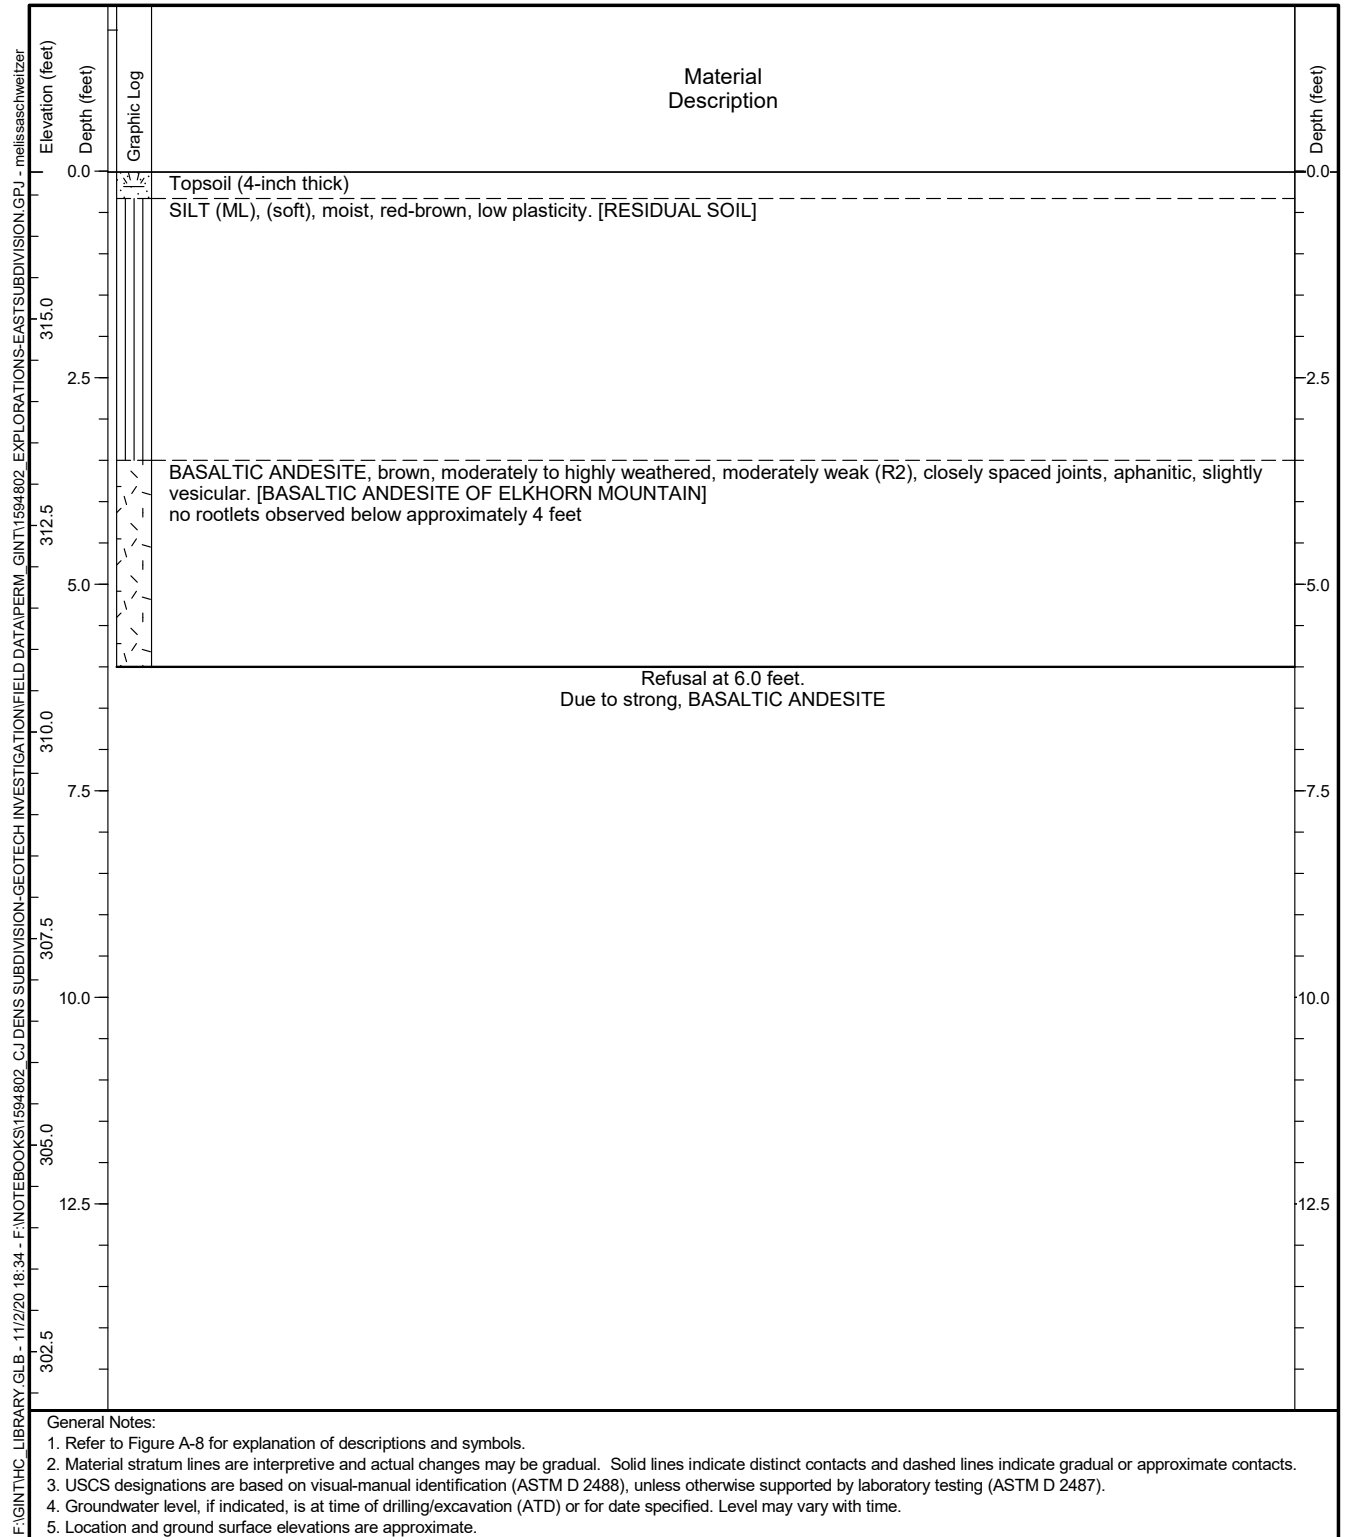 F:\GINT\HC_LIBRARY.GLB - 11/2/20 18:34 - F:\NOTEBOOKS\1594802_CJ DENS SUBDIVISION-GEOTECH INVESTIGATION\FIELD DATA\PERM_GINT\1594802_EXPLORATIONS-EASTSUBDIVISION.GPJ - melissaschweitzer
Elevation (feet)
Depth (feet)
Graphic Log
Material
Description
Depth (feet)
0.0
0.0
Topsoil (4-inch thick)
SILT (ML), (soft), moist, red-brown, low plasticity. [RESIDUAL SOIL]
315.0
2.5
2.5
BASALTIC ANDESITE, brown, moderately to highly weathered, moderately weak (R2), closely spaced joints, aphanitic, slightly
vesicular. [BASALTIC ANDESITE OF ELKHORN MOUNTAIN]
no rootlets observed below approximately 4 feet
312.5
5.0
5.0
Refusal at 6.0 feet.
Due to strong, BASALTIC ANDESITE
310.0
7.5
7.5
307.5
10.0
10.0
305.0
12.5
12.5
302.5
General Notes:
1. Refer to Figure A-8 for explanation of descriptions and symbols.
2. Material stratum lines are interpretive and actual changes may be gradual. Solid lines indicate distinct contacts and dashed lines indicate gradual or approximate contacts.
3. USCS designations are based on visual-manual identification (ASTM D 2488), unless otherwise supported by laboratory testing (ASTM D 2487).
4. Groundwater level, if indicated, is at time of drilling/excavation (ATD) or for date specified. Level may vary with time.
5. Location and ground surface elevations are approximate.